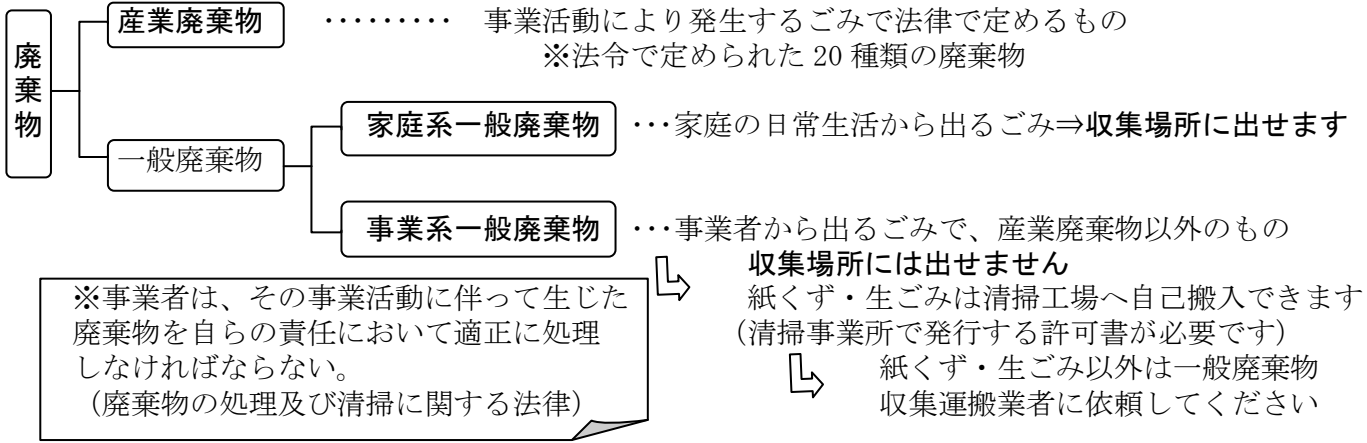 廃棄物
産業廃棄物 ········· 事業活動により発生するごみで法律で定めるもの
※法令で定められた 20 種類の廃棄物
一般廃棄物
家庭系一般廃棄物 ···家庭の日常生活から出るごみ⇒収集場所に出せます
事業系一般廃棄物 ···事業者から出るごみで、産業廃棄物以外のもの
収集場所には出せません
紙くず・生ごみは清掃工場へ自己搬入できます
(清掃事業所で発行する許可書が必要です)
紙くず・生ごみ以外は一般廃棄物
収集運搬業者に依頼してください
※事業者は、その事業活動に伴って生じた
廃棄物を自らの責任において適正に処理
しなければならない。
(廃棄物の処理及び清掃に関する法律)